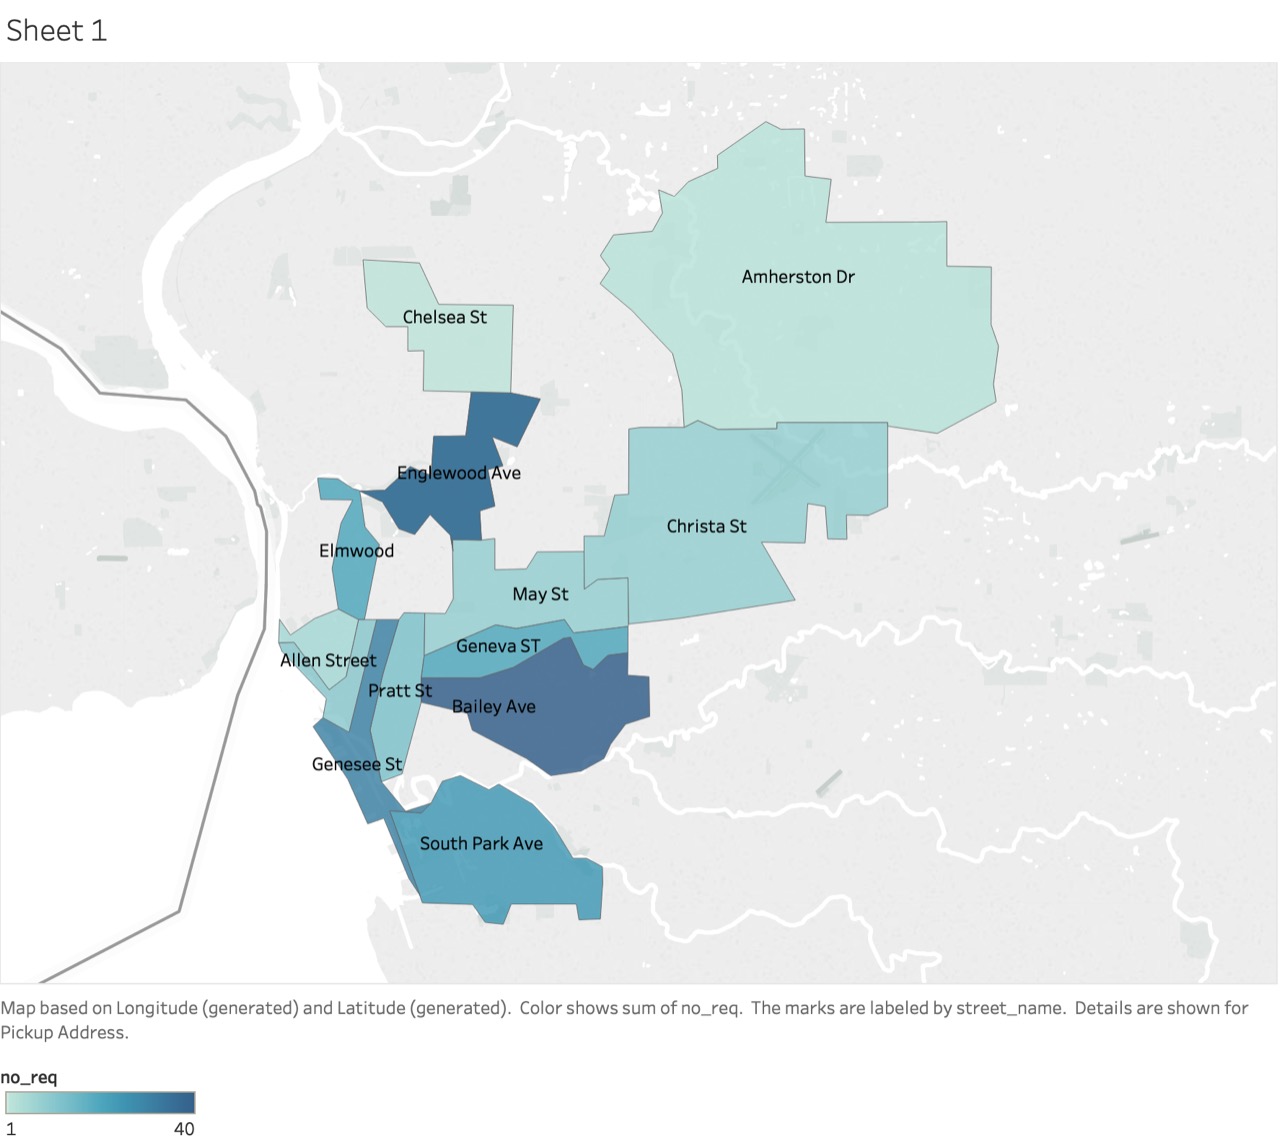 Sheet 1
Amherston Dr
Chelsea St
Englewood Ave
Christa St
Elmwood
May St
Geneva ST
Allen Street
Pratt St
Bailey Ave
Genesee St
South Park Ave
Map based on Longitude (generated) and Latitude (generated).  Color shows sum of no_req.  The marks are labeled by street_name.  Details are shown for
Pickup Address.
no_req
1 40